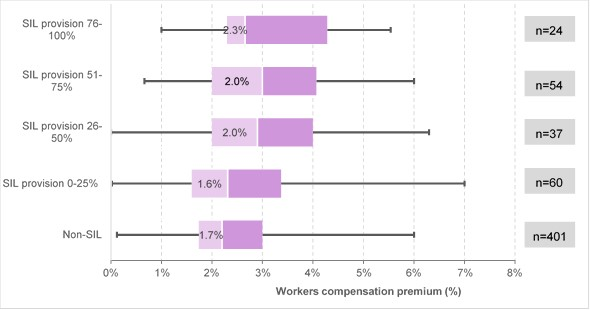 SIL provision 76-
100%
2.3%
n=24
SIL provision 51-
75%
2.0%
n=54
SIL provision 26-
50%
2.0%
n=37
SIL provision 0-25%
1.6%
n=60
Non-SIL
1.7%
n=401
0% 1% 2% 3% 4% 5% 6% 7% 8%
Workers compensation premium (%)